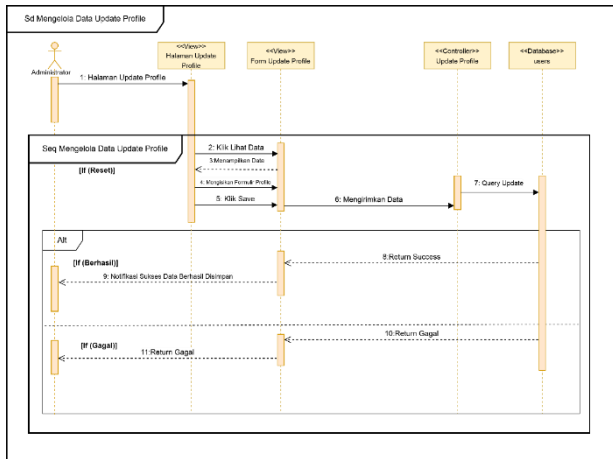 Sd Mengelola Data Update Profile
<<View>>
Halaman Update
Profile
<<View>>
Form Update Profile
<<Controller>>
Update Profile
<<Database>>
users
Administrator
1: Halaman Update Profile
Seq Mengelola Data Update Profile
[If (Reset)]
2: Klik Lihat Data
3:Menampilkan Data
4: Mengisikan Formulir Profile
5: Klik Save
6: Mengirimkan Data
7: Query Update
Alt
[If (Berhasil)]
8:Return Success
9: Notifikasi Sukses Data Berhasil Disimpan
10:Return Gagal
[If (Gagal)]
11:Return Gagal